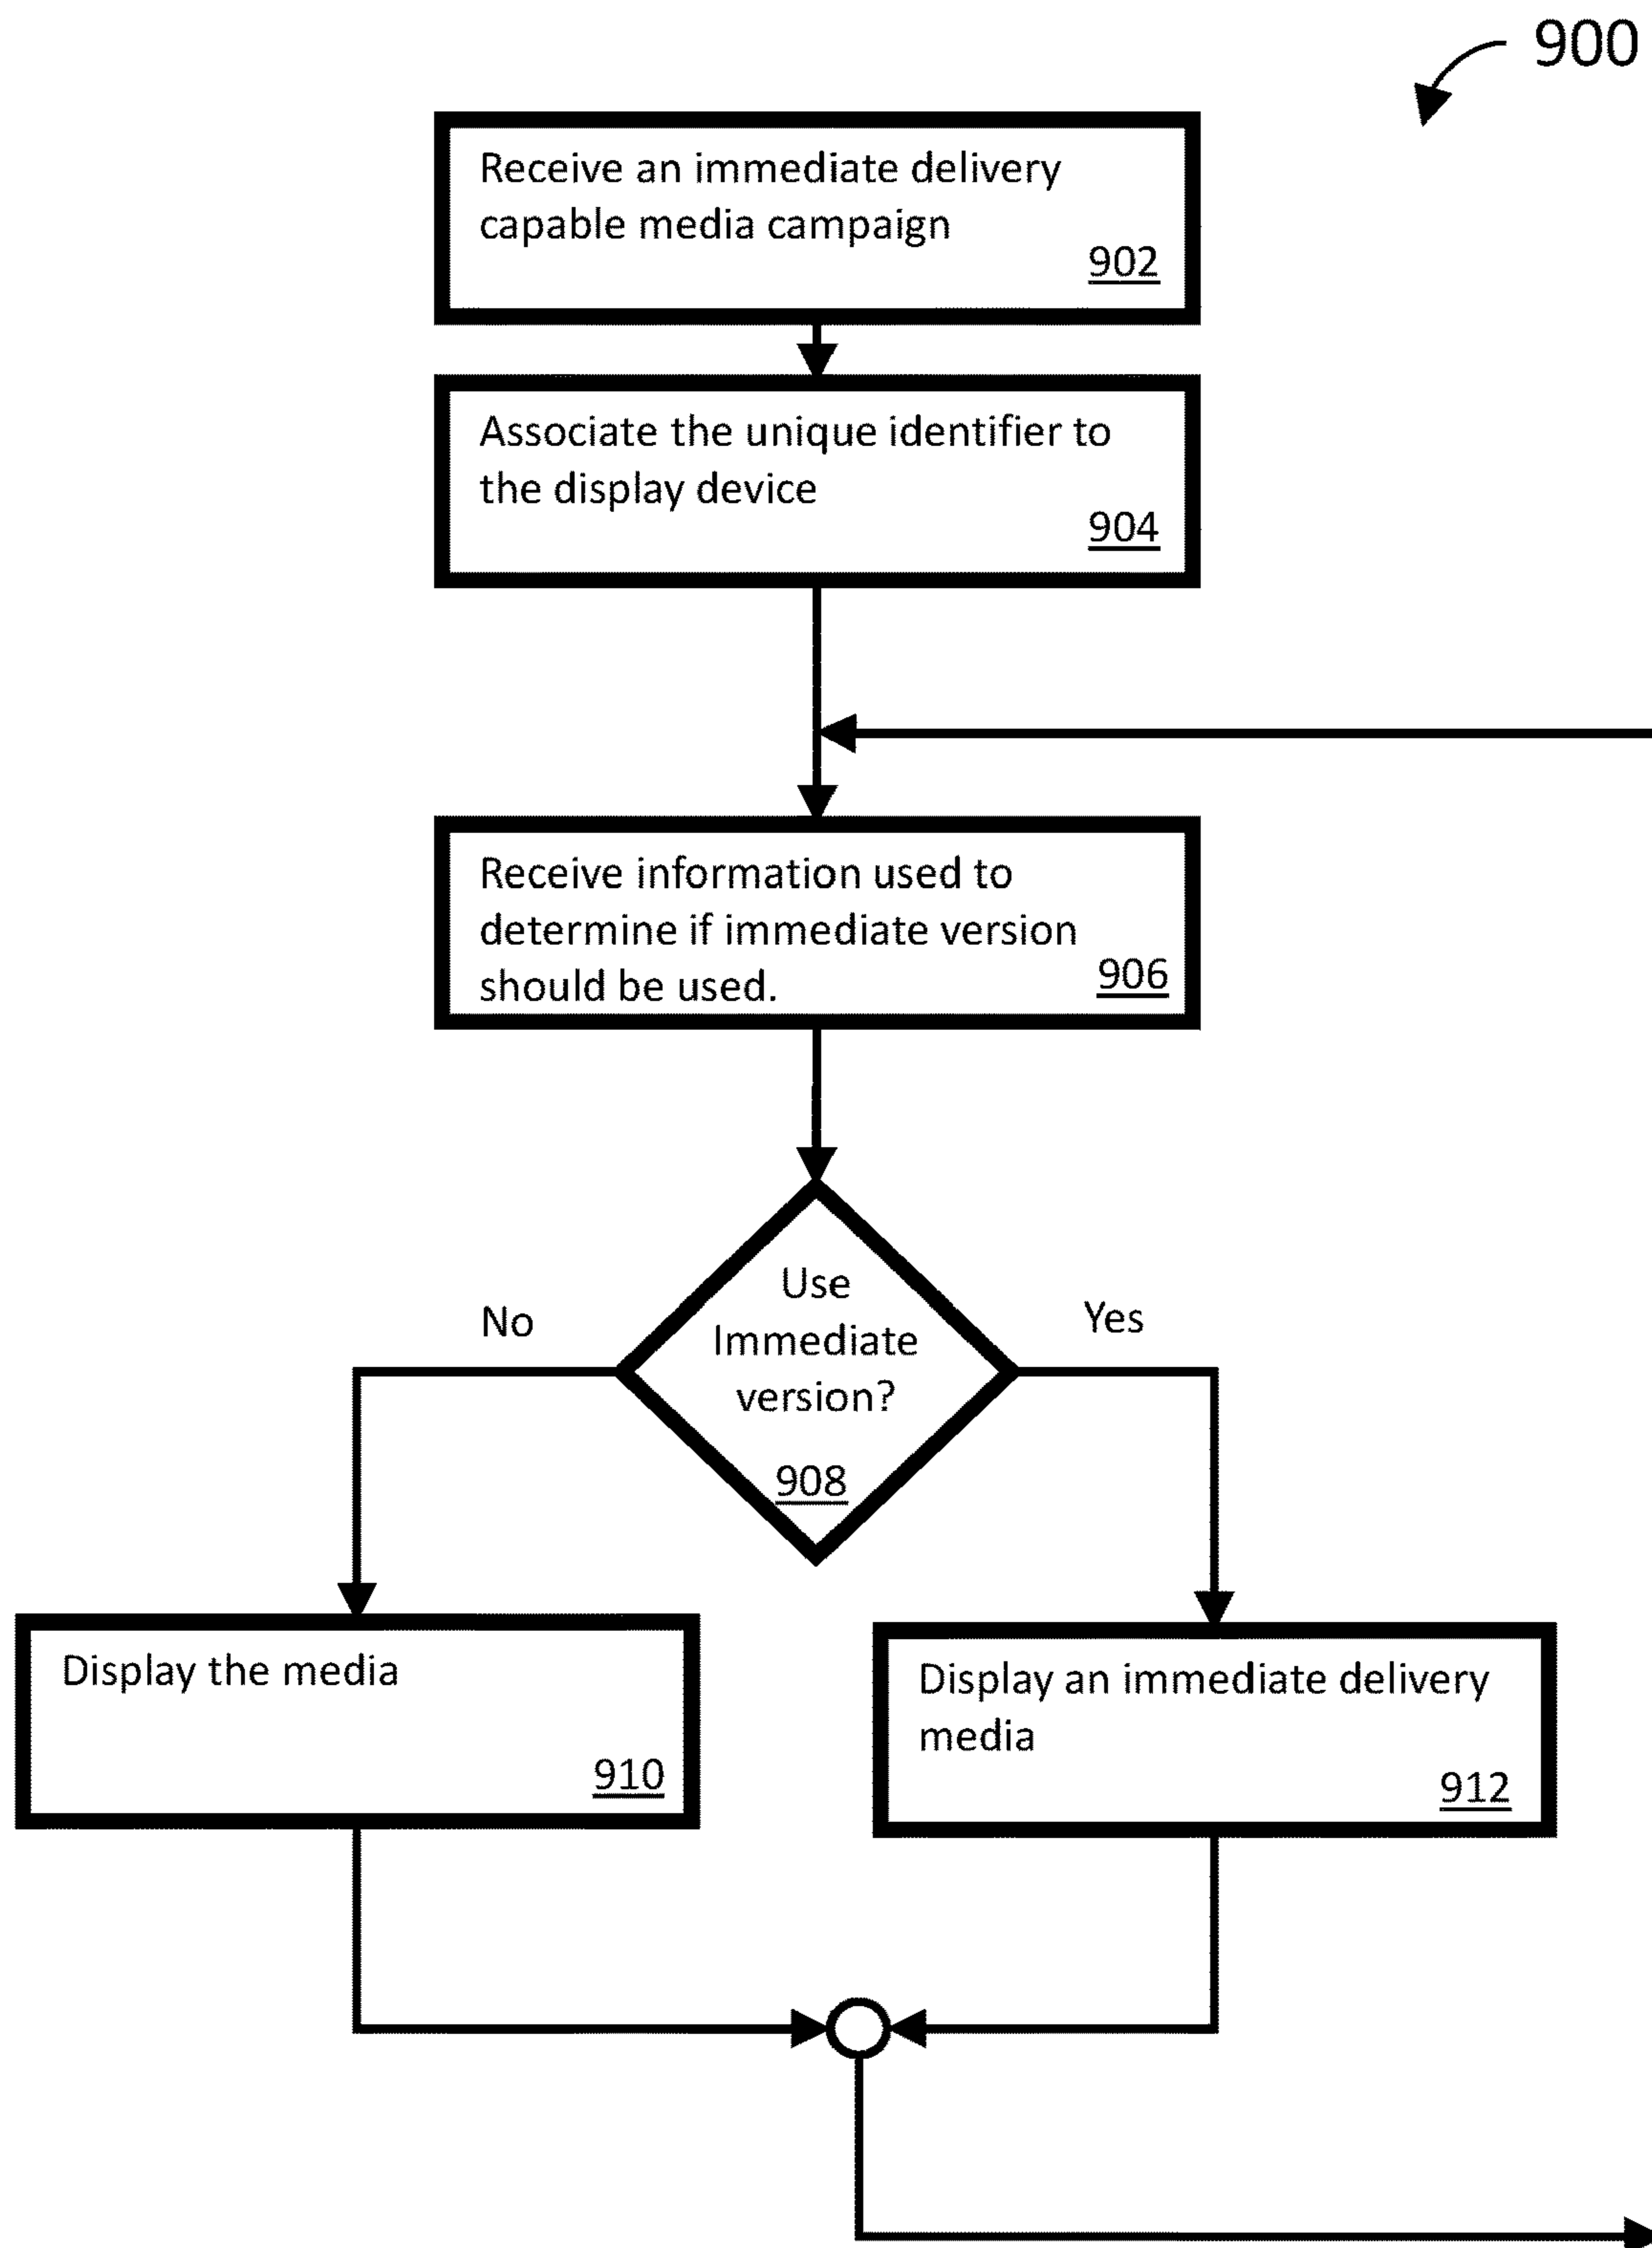 900
Receive an immediate delivery
capable media campaign
902
Associate the unique identifier to
the display device
904
Receive information used to
determine if immediate version
should be used.
906
Use
Immediate
version?
908
No
Yes
Display the media
910
Display an immediate delivery
media
912